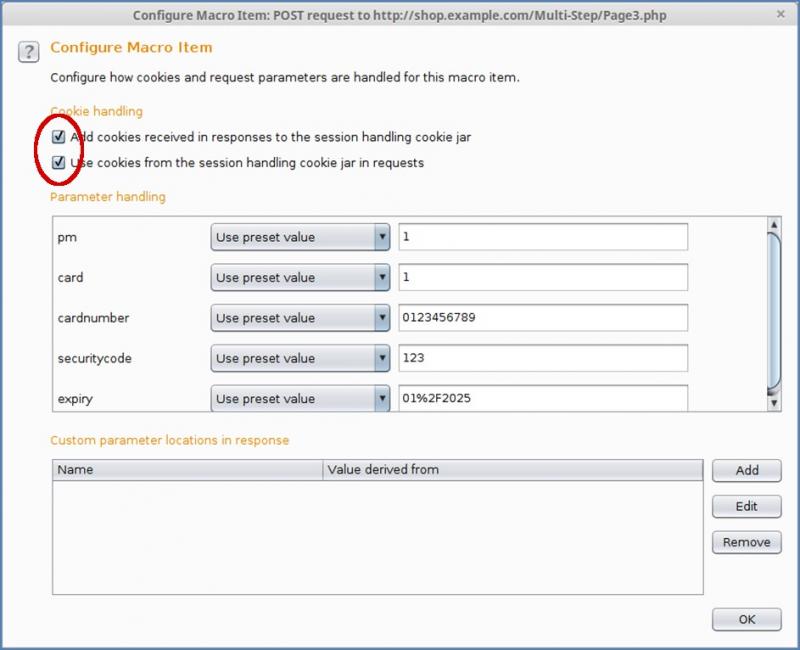 Configure Macro Item: POST request to http://shop.example.com/Multi-Step/Page3.php
?
Configure Macro Item
Configure how cookies and request parameters are handled for this macro item.
Cookie handling
Add cookies received in responses to the session handling cookie jar
Use cookies from the session handling cookie jar in requests
Parameter handling
pm Use preset value 1
card Use preset value 1
cardnumber Use preset value 0123456789
securitycode Use preset value 123
expiry Use preset value 01%2F2025
Custom parameter locations in response
Name Value derived from
Add
Edit
Remove
OK